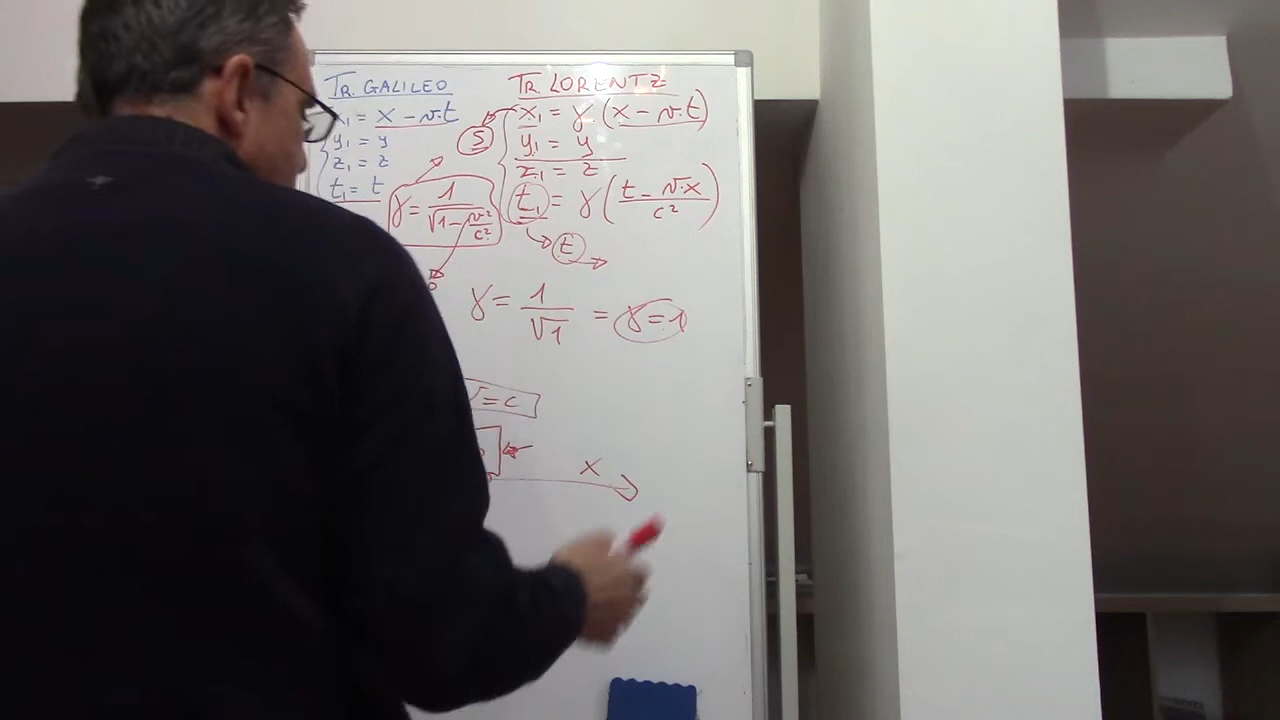 TR. GALILEO
x₁ = x - v·t
y₁ = y
z₁ = z
t₁ = t
γ = 1/√1-v²/c²
TR. LORENTZ
x₁ = γ (x - v·t)
S
y₁ = y
z₁ = z
t₁ = γ (t - v·x/c²)
t
γ = 1/√1 = γ=1
v=c
x